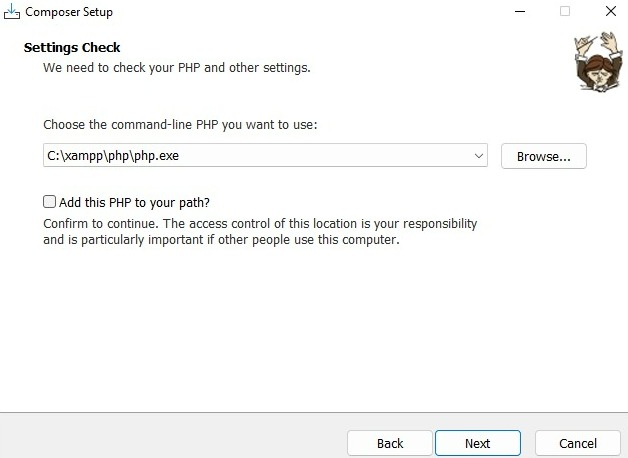 Composer Setup
Settings Check
We need to check your PHP and other settings.
Choose the command-line PHP you want to use:
C:\xampp\php\php.exe
Browse...
Add this PHP to your path?
Confirm to continue. The access control of this location is your responsibility
and is particularly important if other people use this computer.
Back
Next
Cancel